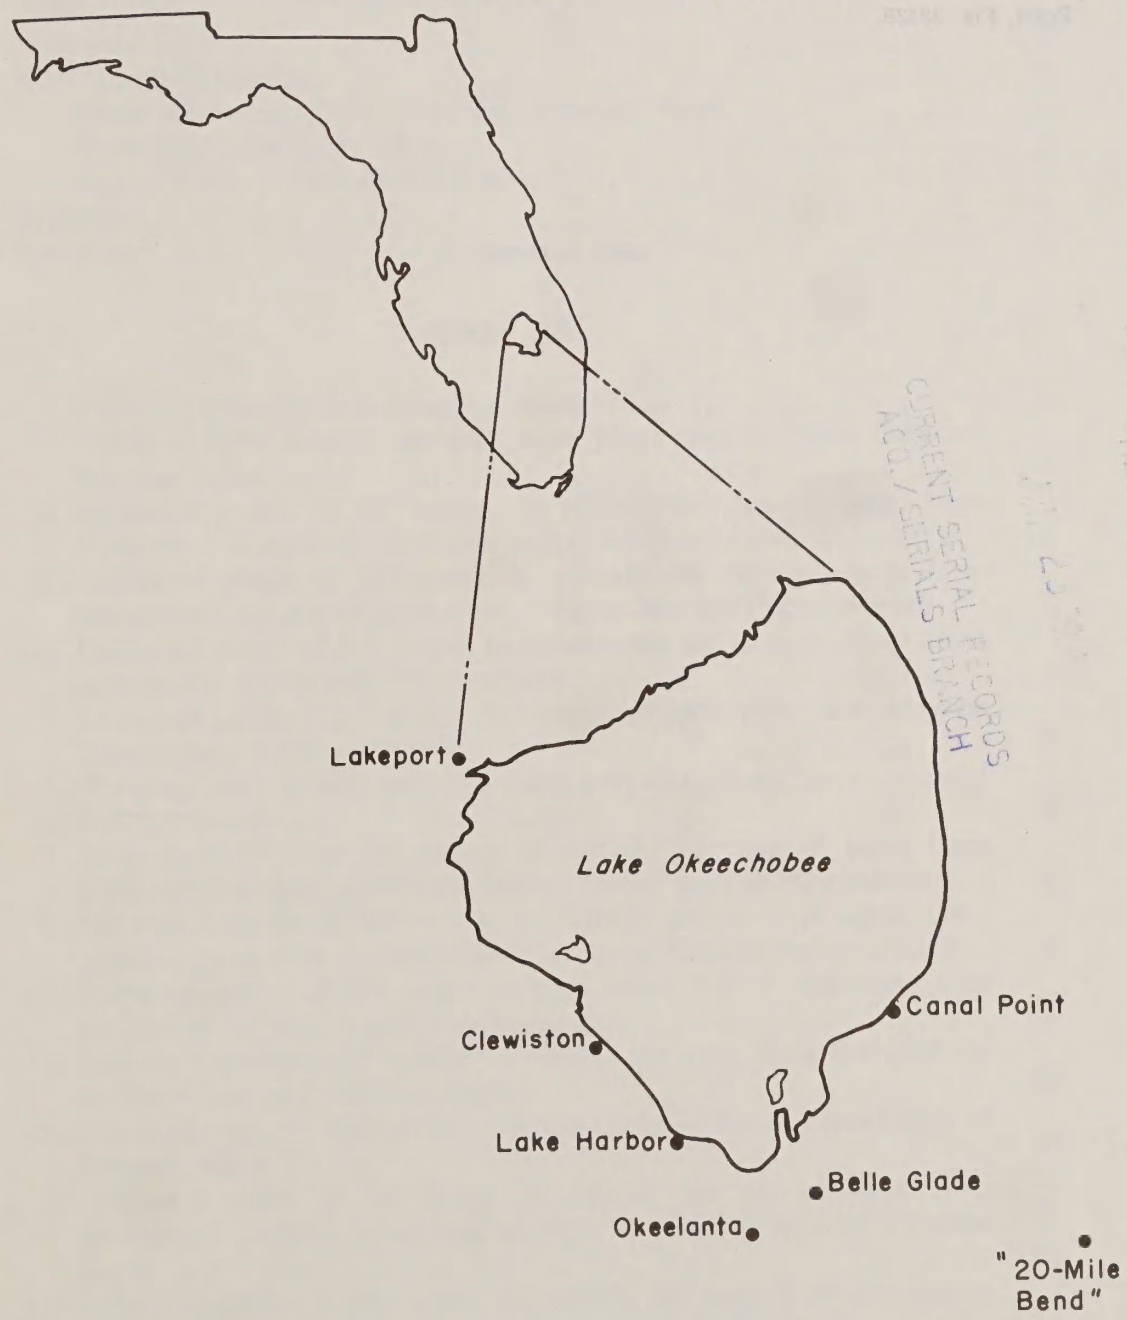 CURRENT SERIAL RECORDS
ACQ. / SERIALS BRANCH
Lakeport
Lake Okeechobee
Canal Point
Clewiston
Lake Harbor
Belle Glade
Okeelanta
"20-Mile
Bend"